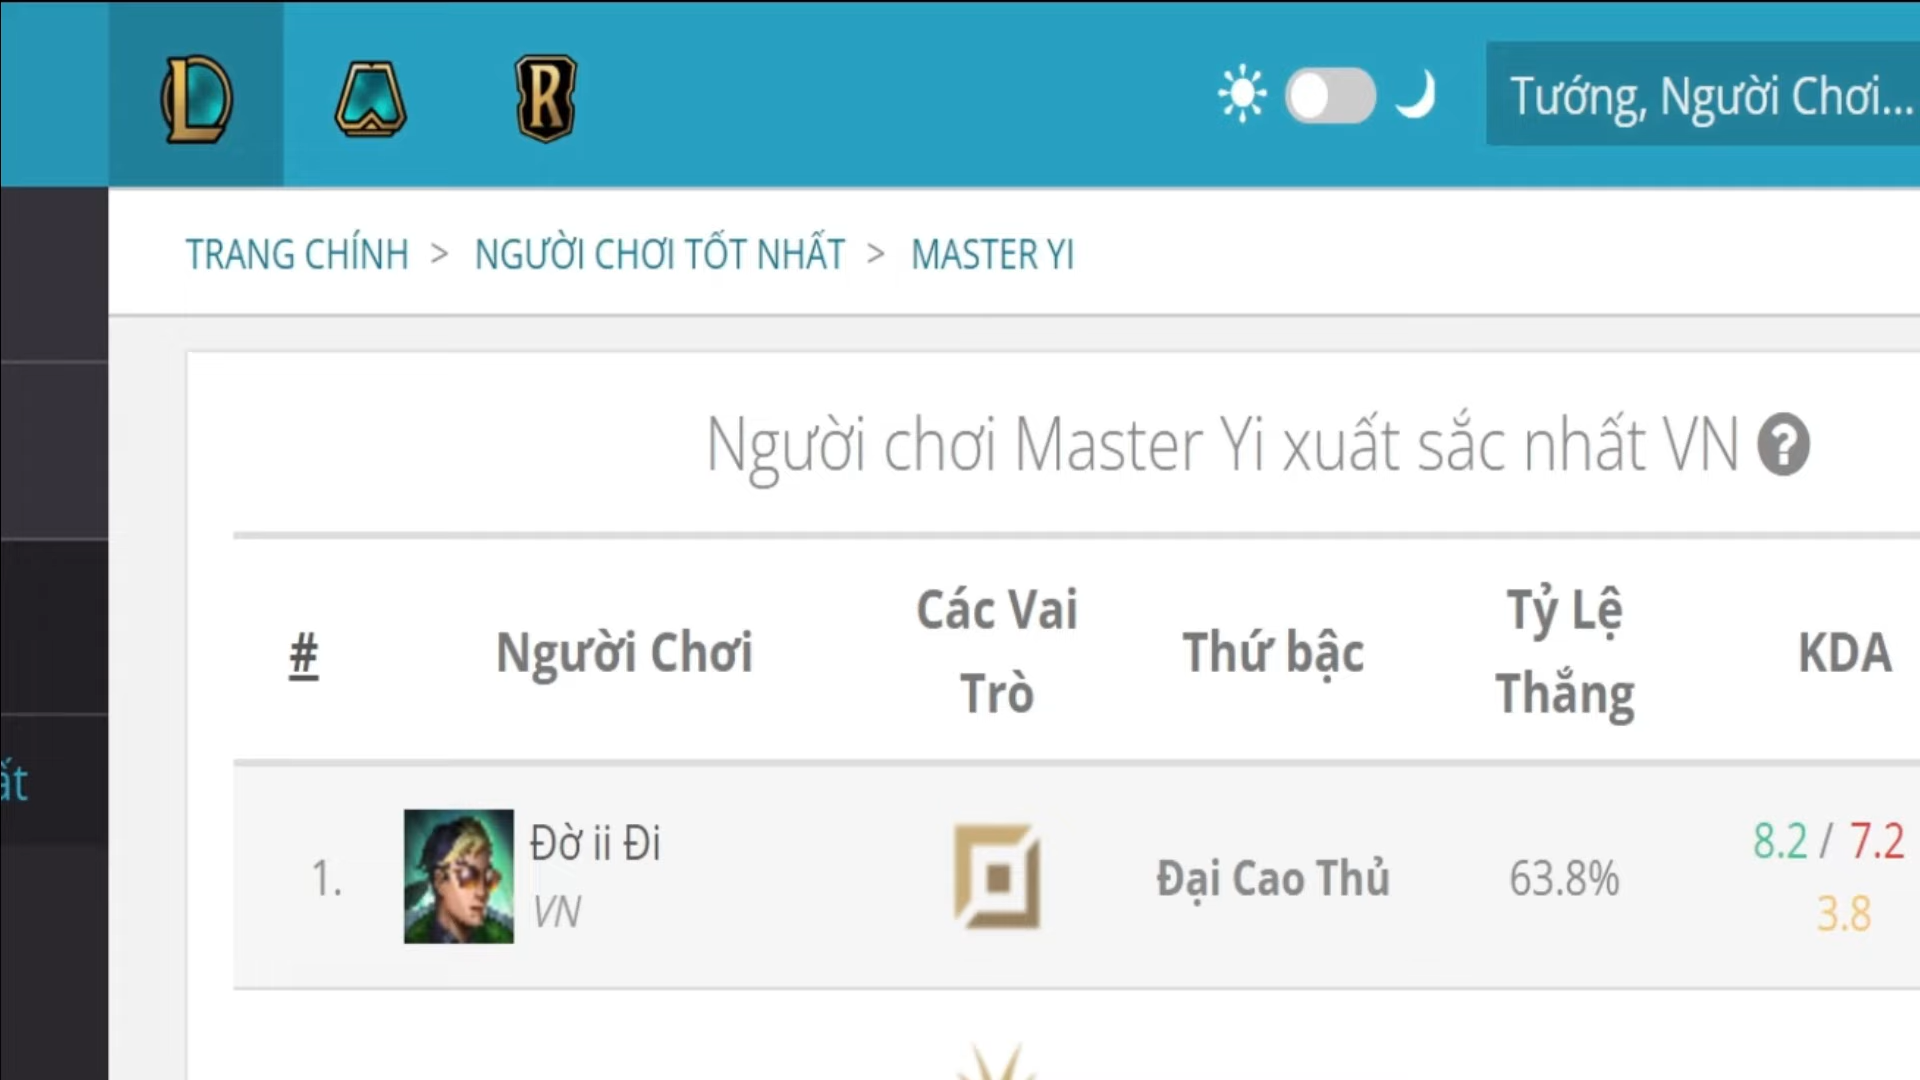 Tướng, Người Chơi...
TRANG CHÍNH > NGƯỜI CHƠI TỐT NHẤT > MASTER YI
Người chơi Master Yi xuất sắc nhất VN ?
# Người Chơi Các Vai Trò Thứ bậc Tỷ Lệ Thắng KDA
ất
1. Đờ ii Đi Đại Cao Thủ 63.8% 8.2 / 7.2
VN 3.8